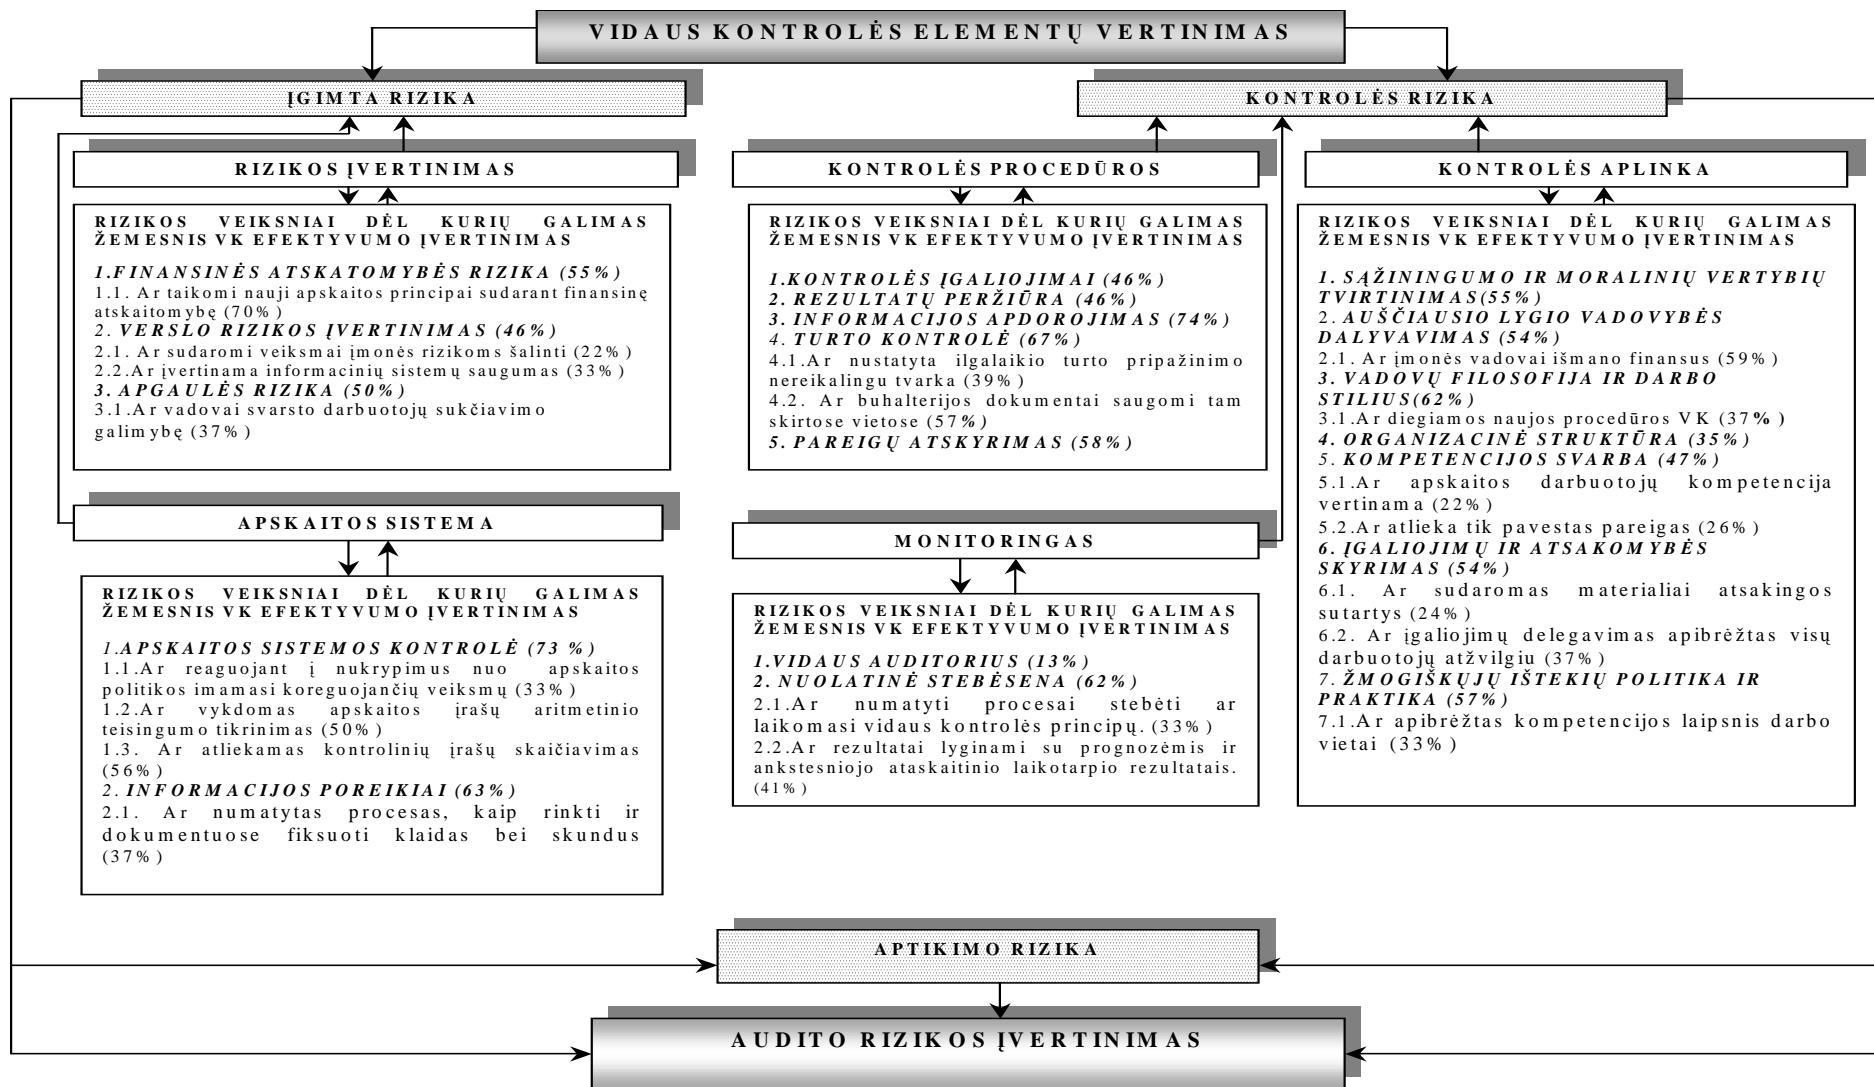 VIDAUS KONTROLĖS ELEMENTŲ VERTINIMAS
ĮGIMTA RIZIKA
KONTROLĖS RIZIKA
RIZIKOS ĮVERTINIMAS
RIZIKOS VEIKSNIAI DĖL KURIŲ GALIMAS
ŽEMESNIS VK EFEKTYVUMO ĮVERTINIMAS
1.FINANSINĖS ATSKATOMYBĖS RIZIKA (55%)
1.1. Ar taikomi nauji apskaitos principai sudarant finansinę
atskaitomybę (70%)
2. VERSLO RIZIKOS ĮVERTINIMAS (46%)
2.1. Ar sudaromi veiksmai įmonės rizikoms šalinti (22%)
2.2.Ar įvertinama informacinių sistemų saugumas (33%)
3. APGAULĖS RIZIKA (50%)
3.1.Ar vadovai svarsto darbuotojų sukčiavimo
galimybę (37%)
APSKAITOS SISTEMA
RIZIKOS VEIKSNIAI DĖL KURIŲ GALIMAS
ŽEMESNIS VK EFEKTYVUMO ĮVERTINIMAS
1.APSKAITOS SISTEMOS KONTROLĖ (73 %)
1.1.Ar reaguojant į nukrypimus nuo apskaitos
politikos imamasi koreguojančių veiksmų (33%)
1.2.Ar vykdomas apskaitos įrašų aritmetinio
teisingumo tikrinimas (50%)
1.3. Ar atliekamas kontrolinių įrašų skaičiavimas
(56%)
2. INFORMACIJOS POREIKIAI (63%)
2.1. Ar numatytas procesas, kaip rinkti ir
dokumentuose fiksuoti klaidas bei skundus
(37%)
KONTROLĖS PROCEDŪROS
RIZIKOS VEIKSNIAI DĖL KURIŲ GALIMAS
ŽEMESNIS VK EFEKTYVUMO ĮVERTINIMAS
1.KONTROLĖS ĮGALIOJIMAI (46%)
2. REZULTATŲ PERŽIŪRA (46%)
3. INFORMACIJOS APDOROJIMAS (74%)
4. TURTO KONTROLĖ (67%)
4.1.Ar nustatyta ilgalaikio turto pripažinimo
nereikalingu tvarka (39%)
4.2. Ar buhalterijos dokumentai saugomi tam
skirtose vietose (57%)
5. PAREIGŲ ATSKYRIMAS (58%)
MONITORINGAS
RIZIKOS VEIKSNIAI DĖL KURIŲ GALIMAS
ŽEMESNIS VK EFEKTYVUMO ĮVERTINIMAS
1.VIDAUS AUDITORIUS (13%)
2. NUOLATINĖ STEBĖSENA (62%)
2.1.Ar numatyti procesai stebėti ar
laikomasi vidaus kontrolės principų. (33%)
2.2.Ar rezultatai lyginami su prognozėmis ir
ankstesniojo ataskaitinio laikotarpio rezultatais.
(41%)
KONTROLĖS APLINKA
RIZIKOS VEIKSNIAI DĖL KURIŲ GALIMAS
ŽEMESNIS VK EFEKTYVUMO ĮVERTINIMAS
1. SĄŽININGUMO IR MORALINIŲ VERTYBIŲ
TVIRTINIMAS(55%)
2. AUŠČIAUSIO LYGIO VADOVYBĖS
DALYVAVIMAS (54%)
2.1. Ar įmonės vadovai išmano finansus (59%)
3. VADOVŲ FILOSOFIJA IR DARBO
STILIUS(62%)
3.1.Ar diegiamos naujos procedūros VK (37%)
4. ORGANIZACINĖ STRUKTŪRA (35%)
5. KOMPETENCIJOS SVARBA (47%)
5.1.Ar apskaitos darbuotojų kompetencija
vertinama (22%)
5.2.Ar atlieka tik pavestas pareigas (26%)
6. ĮGALIOJIMŲ IR ATSAKOMYBĖS
SKYRIMAS (54%)
6.1. Ar sudaromas materialiai atsakingos
sutartys (24%)
6.2. Ar įgaliojimų delegavimas apibrėžtas visų
darbuotojų atžvilgiu (37%)
7. ŽMOGIŠKŲJŲ IŠTEKIŲ POLITIKA IR
PRAKTIKA (57%)
7.1.Ar apibrėžtas kompetencijos laipsnis darbo
vietai (33%)
APTIKIMO RIZIKA
AUDITO RIZIKOS ĮVERTINIMAS